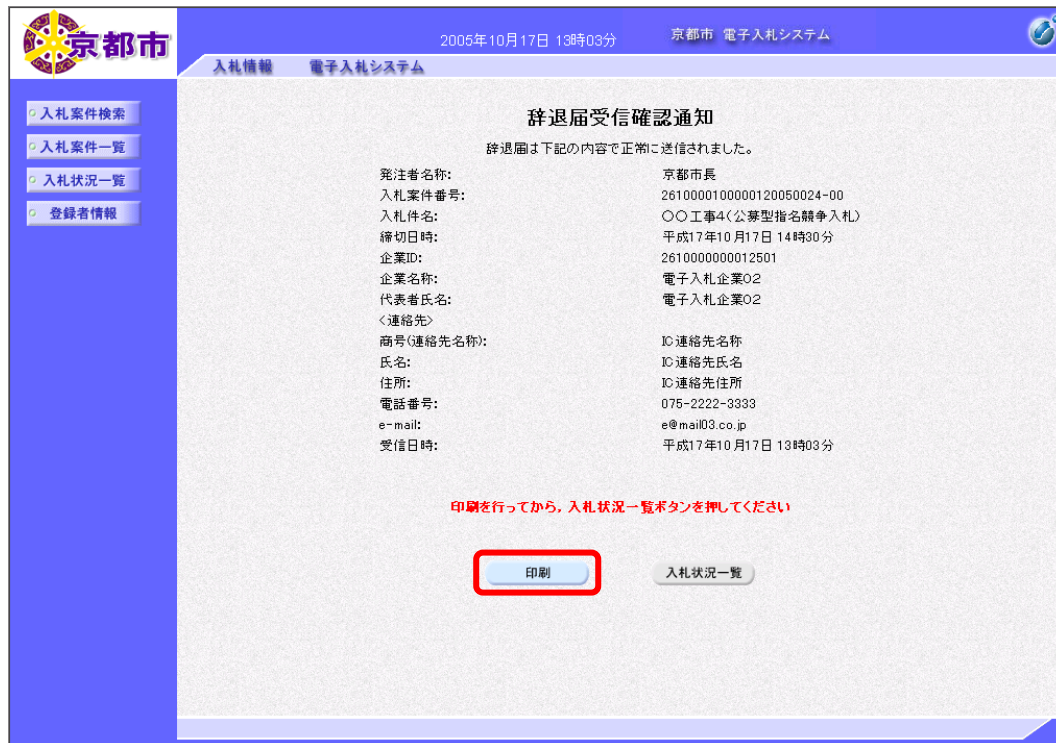 京都市
2005年10月17日 13時03分
京都市 電子入札システム
入札情報 電子入札システム
入札案件検索
入札案件一覧
入札状況一覧
登録者情報
辞退届受信確認通知
辞退届は下記の内容で正常に送信されました。
発注者名称: 京都市長
入札案件番号: 2610000100000120050024-00
入札件名: 〇〇工事4(公募型指名競争入札)
締切日時: 平成17年10月17日 14時30分
企業ID: 2610000000012501
企業名称: 電子入札企業02
代表者氏名: 電子入札企業02
<連絡先>
商号(連絡先名称): IC連絡先名称
氏名: IC連絡先氏名
住所: IC連絡先住所
電話番号: 075-2222-3333
e-mail: e@mail03.co.jp
受信日時: 平成17年10月17日 13時03分
印刷を行ってから,入札状況一覧ボタンを押してください
印刷 入札状況一覧